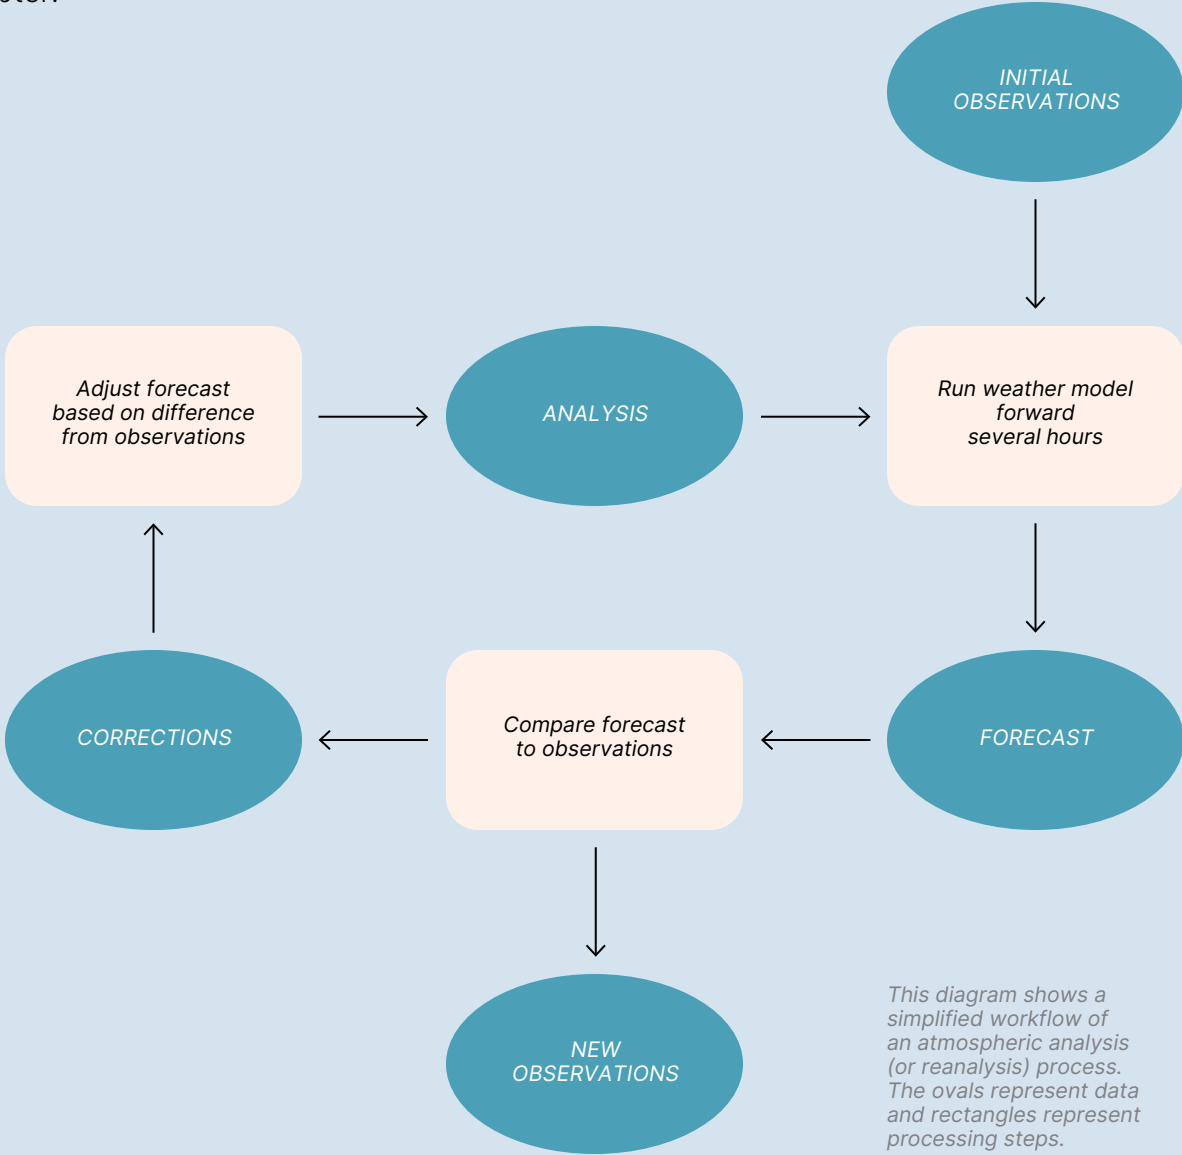 INITIAL
OBSERVATIONS
Adjust forecast
based on difference
from observations
ANALYSIS
Run weather model
forward
several hours
CORRECTIONS
Compare forecast
to observations
FORECAST
NEW
OBSERVATIONS
This diagram shows a
simplified workflow of
an atmospheric analysis
(or reanalysis) process.
The ovals represent data
and rectangles represent
processing steps.